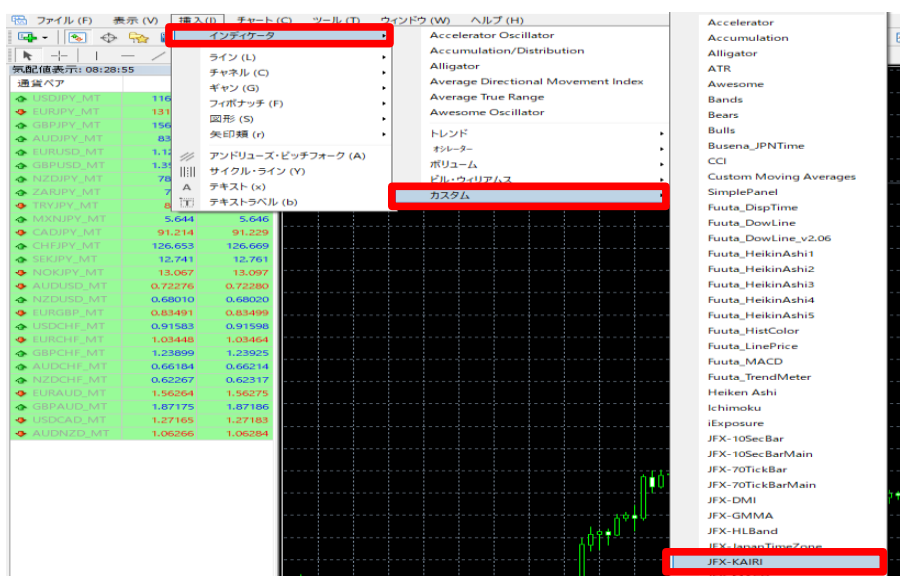 ファイル (F) 表示 (V) 挿入(I) チャート (C) ツール (T) ウィンドウ (W) ヘルプ (H)
気配値表示: 08:28:55
通貨ペア
USDJPY_MT 116
EURJPY_MT 131
GBPJPY_MT 156
AUDJPY_MT 83
EURUSD_MT 1.12
GBPUSD_MT 1.35
NZDJPY_MT 78
ZARJPY_MT 7
TRYJPY_MT 8
MXNJPY_MT 5.644 5.646
CADJPY_MT 91.214 91.229
CHFJPY_MT 126.653 126.669
SEKJPY_MT 12.741 12.761
NOKJPY_MT 13.067 13.097
AUDUSD_MT 0.72276 0.72280
NZDUSD_MT 0.68010 0.68020
EURGBP_MT 0.83491 0.83499
USDCHF_MT 0.91583 0.91598
EURCHF_MT 1.03448 1.03464
GBPCHF_MT 1.23899 1.23925
AUDCHF_MT 0.66184 0.66214
NZDCHF_MT 0.62267 0.62317
EURAUD_MT 1.56264 1.56275
GBPAUD_MT 1.87175 1.87186
USDCAD_MT 1.27165 1.27183
AUDNZD_MT 1.06266 1.06284
インディケータ
ライン (L)
チャネル (C)
ギャン (G)
フィボナッチ (F)
図形 (S)
矢印類 (r)
アンドリューズ・ピッチフォーク (A)
サイクル・ライン (Y)
A テキスト (x)
T テキストラベル (b)
Accelerator Oscillator
Accumulation/Distribution
Alligator
Average Directional Movement Index
Average True Range
Awesome Oscillator
トレンド
オシレーター
ボリューム
ビル・ウィリアムス
カスタム
Accelerator
Accumulation
Alligator
ATR
Awesome
Bands
Bears
Bulls
Busena_JPNTime
CCI
Custom Moving Averages
SimplePanel
Fuuta_DispTime
Fuuta_DowLine
Fuuta_DowLine_v2.06
Fuuta_HeikinAshi1
Fuuta_HeikinAshi2
Fuuta_HeikinAshi3
Fuuta_HeikinAshi4
Fuuta_HeikinAshi5
Fuuta_HistColor
Fuuta_LinePrice
Fuuta_MACD
Fuuta_TrendMeter
Heiken Ashi
Ichimoku
iExposure
JFX-10SecBar
JFX-10SecBarMain
JFX-70TickBar
JFX-70TickBarMain
JFX-DMI
JFX-GMMA
JFX-HLBand
JFX-JapanTimeZone
JFX-KAIRI